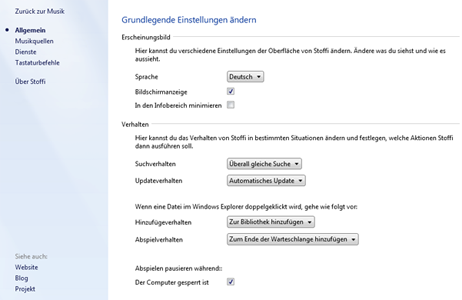 Zurück zur Musik
Allgemein
Musikquellen
Dienste
Tastaturbefehle
Über Stoffi
Siehe auch:
Website
Blog
Projekt
Grundlegende Einstellungen ändern
Erscheinungsbild
Hier kannst du verschiedene Einstellungen der Oberfläche von Stoffi ändern. Ändere was du siehst und wie es
aussieht.
Sprache Deutsch
Bildschirmanzeige
In den Infobereich minimieren
Verhalten
Hier kannst du das Verhalten von Stoffi in bestimmten Situationen ändern und festlegen, welche Aktionen Stoffi
dann ausführen soll.
Suchverhalten Überall gleiche Suche
Updateverhalten Automatisches Update
Wenn eine Datei im Windows Explorer doppelgeklickt wird, gehe wie folgt vor:
Hinzufügeverhalten Zur Bibliothek hinzufügen
Abspielverhalten Zum Ende der Warteschlange hinzufügen
Abspielen pausieren während::
Der Computer gesperrt ist